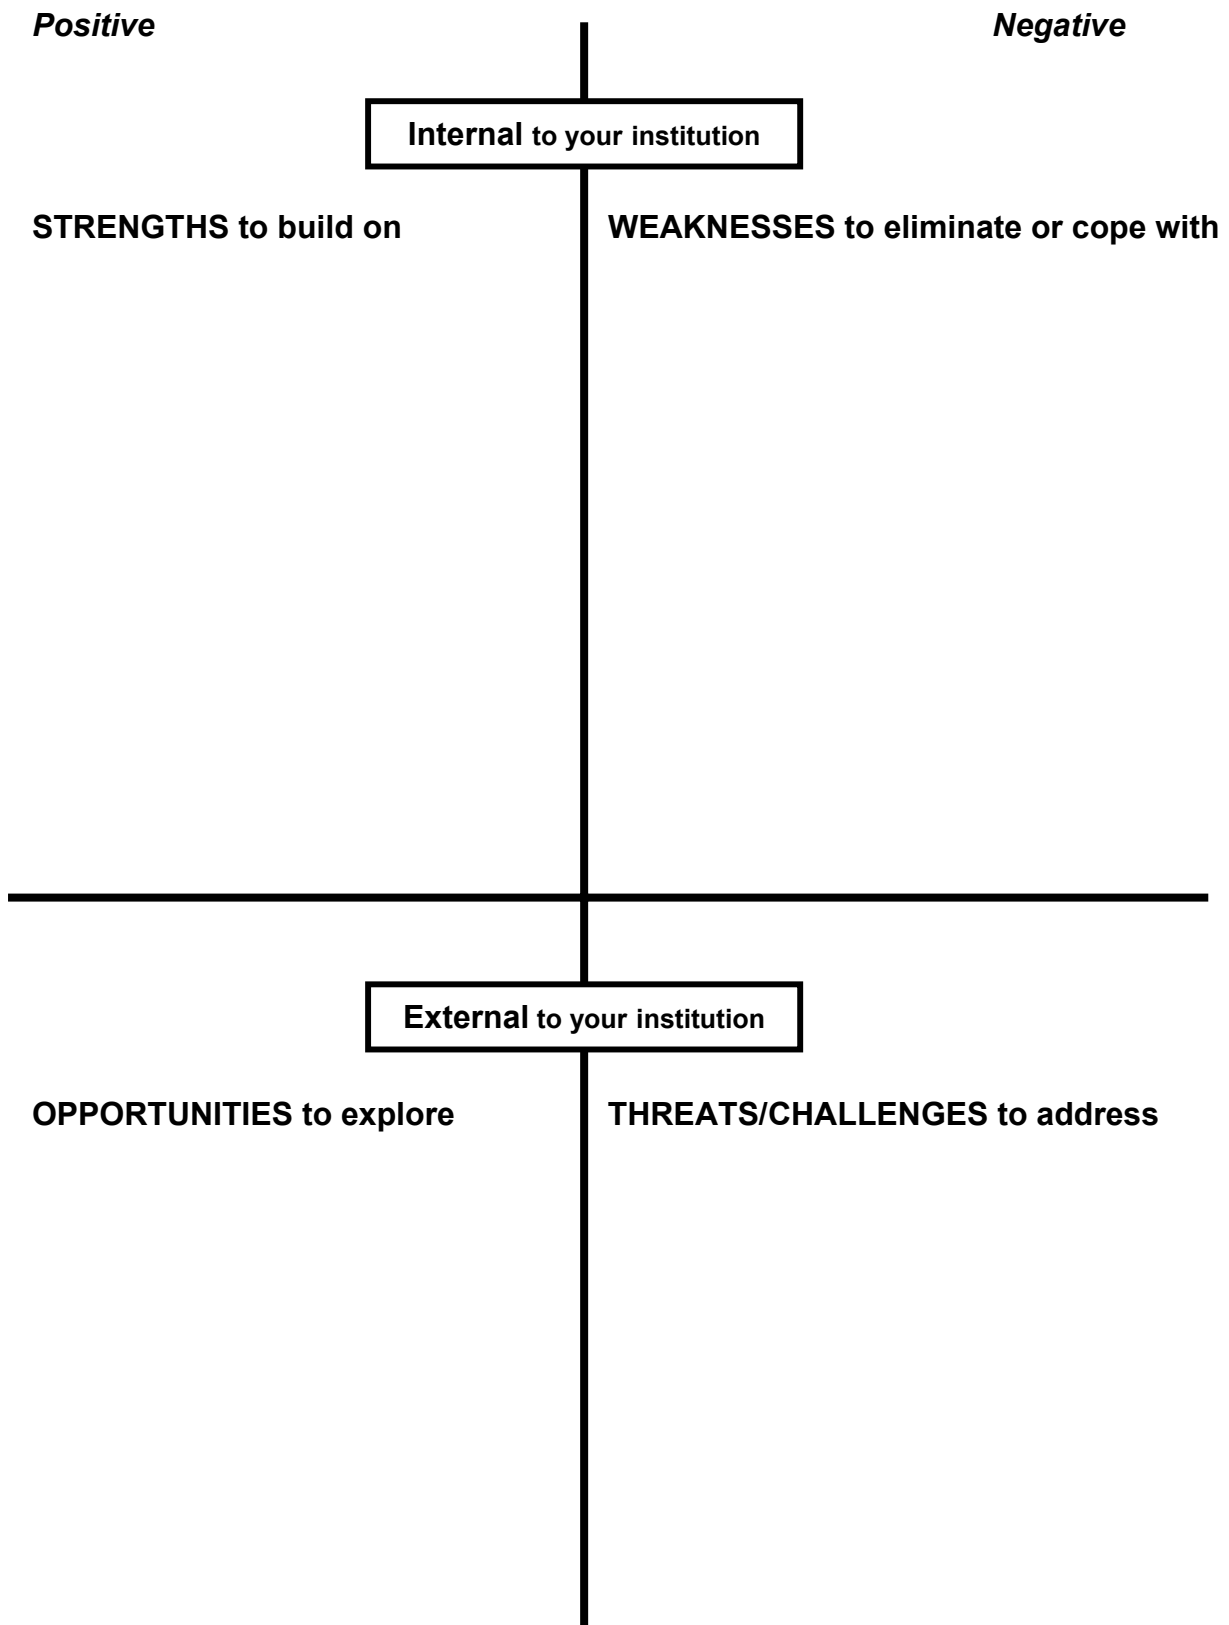 Positive
Negative
Internal to your institution
STRENGTHS to build on
WEAKNESSES to eliminate or cope with
External to your institution
OPPORTUNITIES to explore
THREATS/CHALLENGES to address